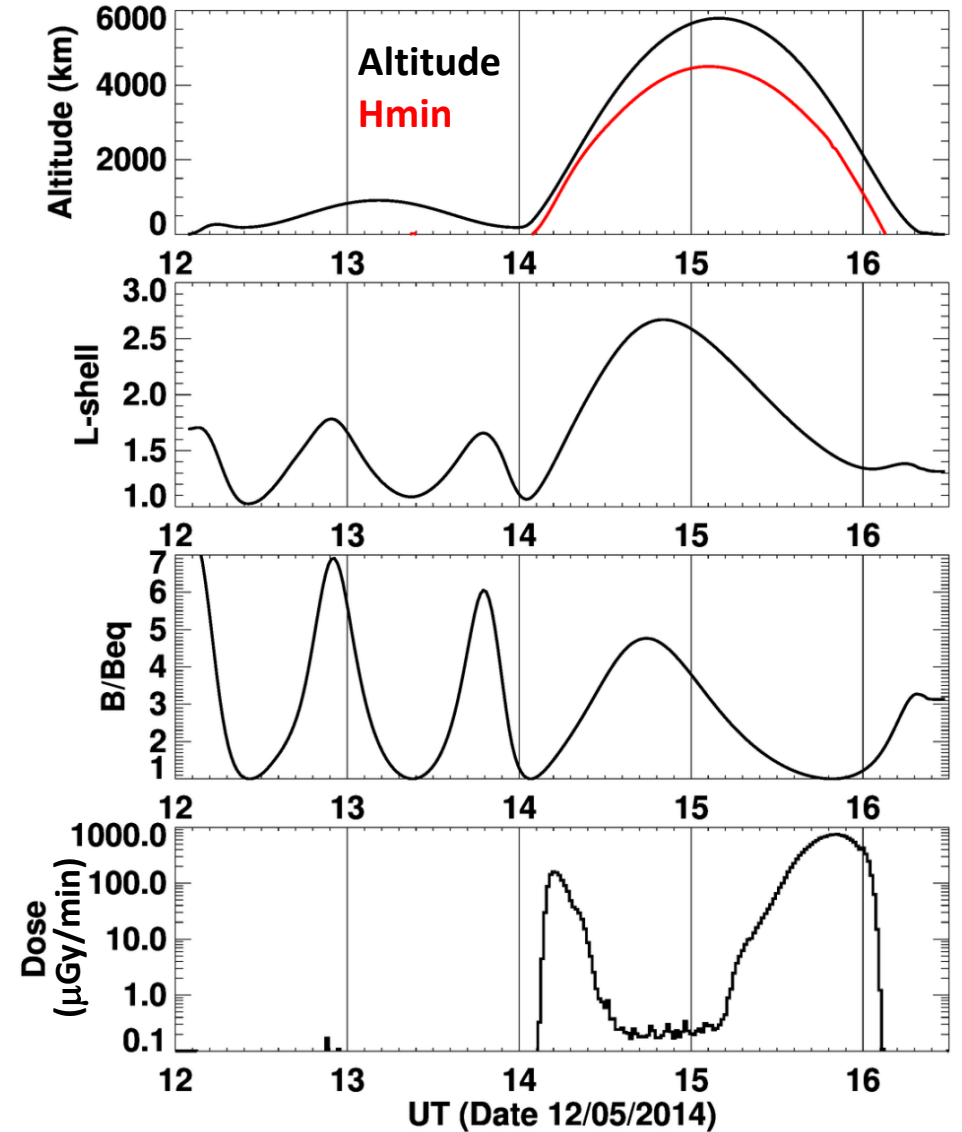 Altitude (km)
6000
4000
2000
0
Altitude
Hmin
12 13 14 15 16
L-shell
3.0
2.5
2.0
1.5
1.0
12 13 14 15 16
B/Beq
7
6
5
4
3
2
1
12 13 14 15 16
Dose
(μGy/min)
1000.0
100.0
10.0
1.0
0.1
12 13 14 15 16
UT (Date 12/05/2014)